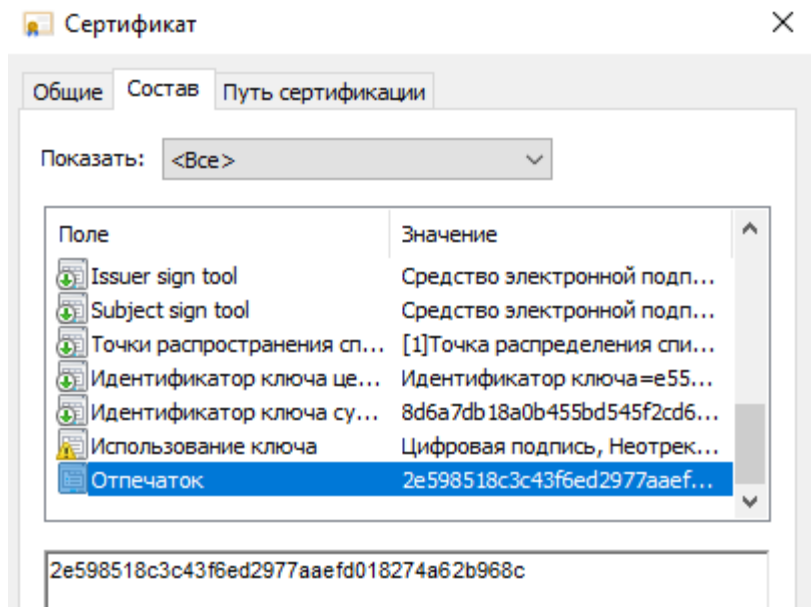 Сертификат
Общие Состав Путь сертификации
Показать: <Все>
Поле Значение
Issuer sign tool Средство электронной подп...
Subject sign tool Средство электронной подп...
Точки распространения сп... [1]Точка распределения спи...
Идентификатор ключа це... Идентификатор ключа=e55...
Идентификатор ключа су... 8d6a7db18a0b455bd545f2cd6...
Использование ключа Цифровая подпись, Неотрек...
Отпечаток 2e598518c3c43f6ed2977aaef...
2e598518c3c43f6ed2977aaefd018274a62b968c